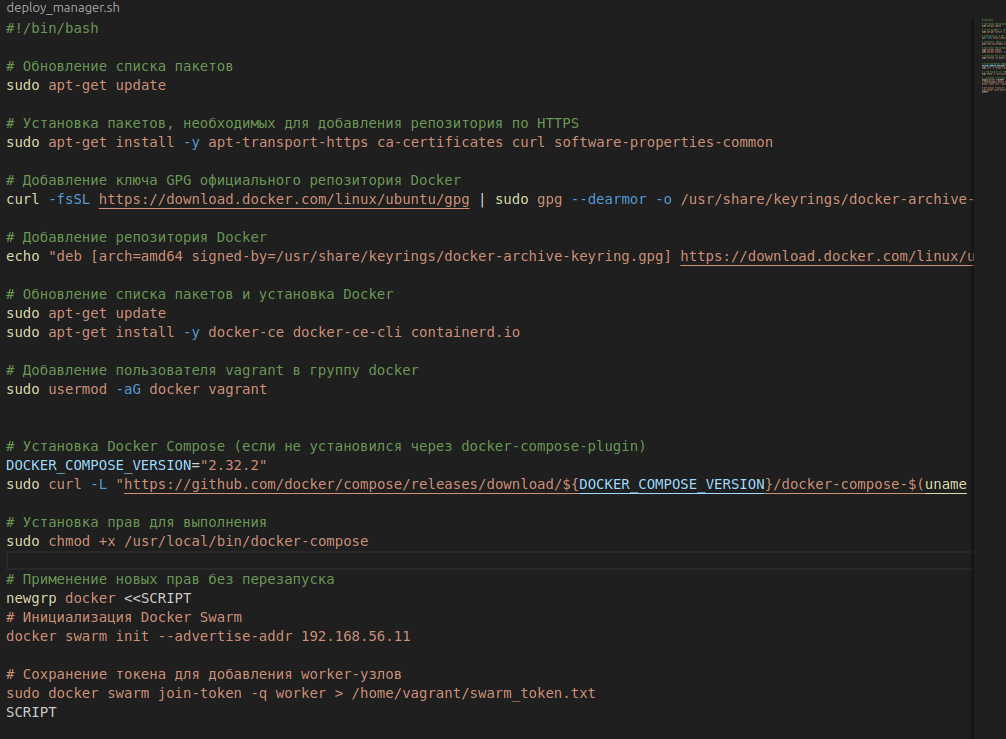 deploy_manager.sh
#!/bin/bash
# Обновление списка пакетов
sudo apt-get update
# Установка пакетов, необходимых для добавления репозитория по HTTPS
sudo apt-get install -y apt-transport-https ca-certificates curl software-properties-common
# Добавление ключа GPG официального репозитория Docker
curl -fsSL https://download.docker.com/linux/ubuntu/gpg | sudo gpg --dearmor -o /usr/share/keyrings/docker-archive-
# Добавление репозитория Docker
echo "deb [arch=amd64 signed-by=/usr/share/keyrings/docker-archive-keyring.gpg] https://download.docker.com/linux/u
# Обновление списка пакетов и установка Docker
sudo apt-get update
sudo apt-get install -y docker-ce docker-ce-cli containerd.io
# Добавление пользователя vagrant в группу docker
sudo usermod -aG docker vagrant
# Установка Docker Compose (если не установился через docker-compose-plugin)
DOCKER_COMPOSE_VERSION="2.32.2"
sudo curl -L "https://github.com/docker/compose/releases/download/${DOCKER_COMPOSE_VERSION}/docker-compose-$(uname
# Установка прав для выполнения
sudo chmod +x /usr/local/bin/docker-compose
# Применение новых прав без перезапуска
newgrp docker <<SCRIPT
# Инициализация Docker Swarm
docker swarm init --advertise-addr 192.168.56.11
# Сохранение токена для добавления worker-узлов
sudo docker swarm join-token -q worker > /home/vagrant/swarm_token.txt
SCRIPT